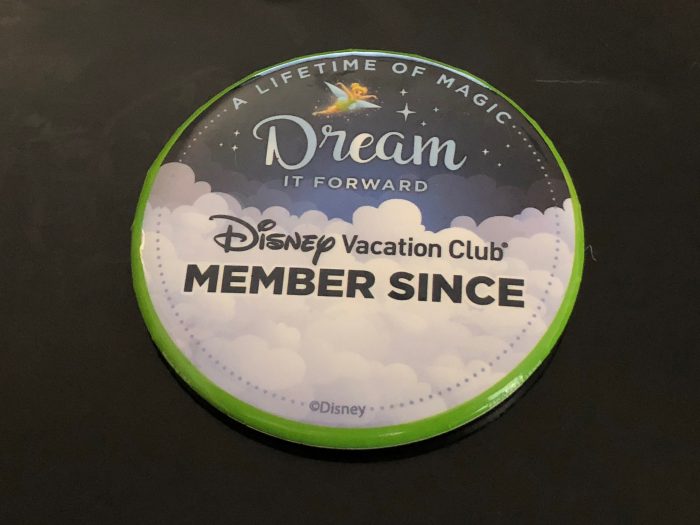 A LIFETIME OF MAGIC
Dream
IT FORWARD
Disney Vacation Club®
MEMBER SINCE
©Disney